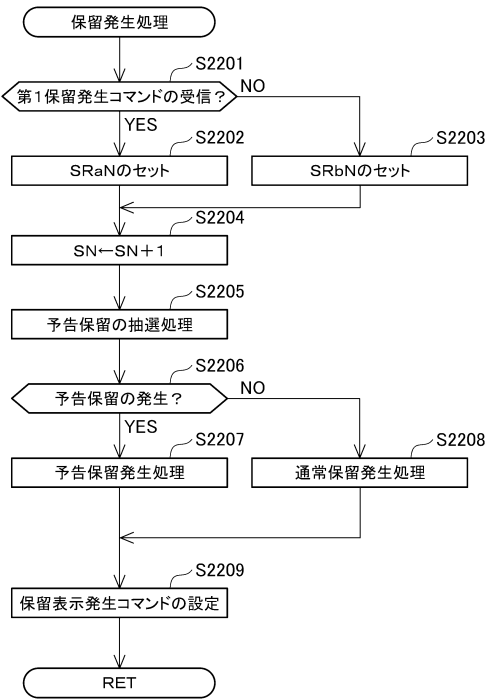 保留発生処理
S2201
第1保留発生コマンドの受信？
NO
YES
S2202
SRaNのセット
S2203
SRbNのセット
S2204
SN←SN＋1
S2205
予告保留の抽選処理
S2206
予告保留の発生？
NO
YES
S2207
予告保留発生処理
S2208
通常保留発生処理
S2209
保留表示発生コマンドの設定
RET